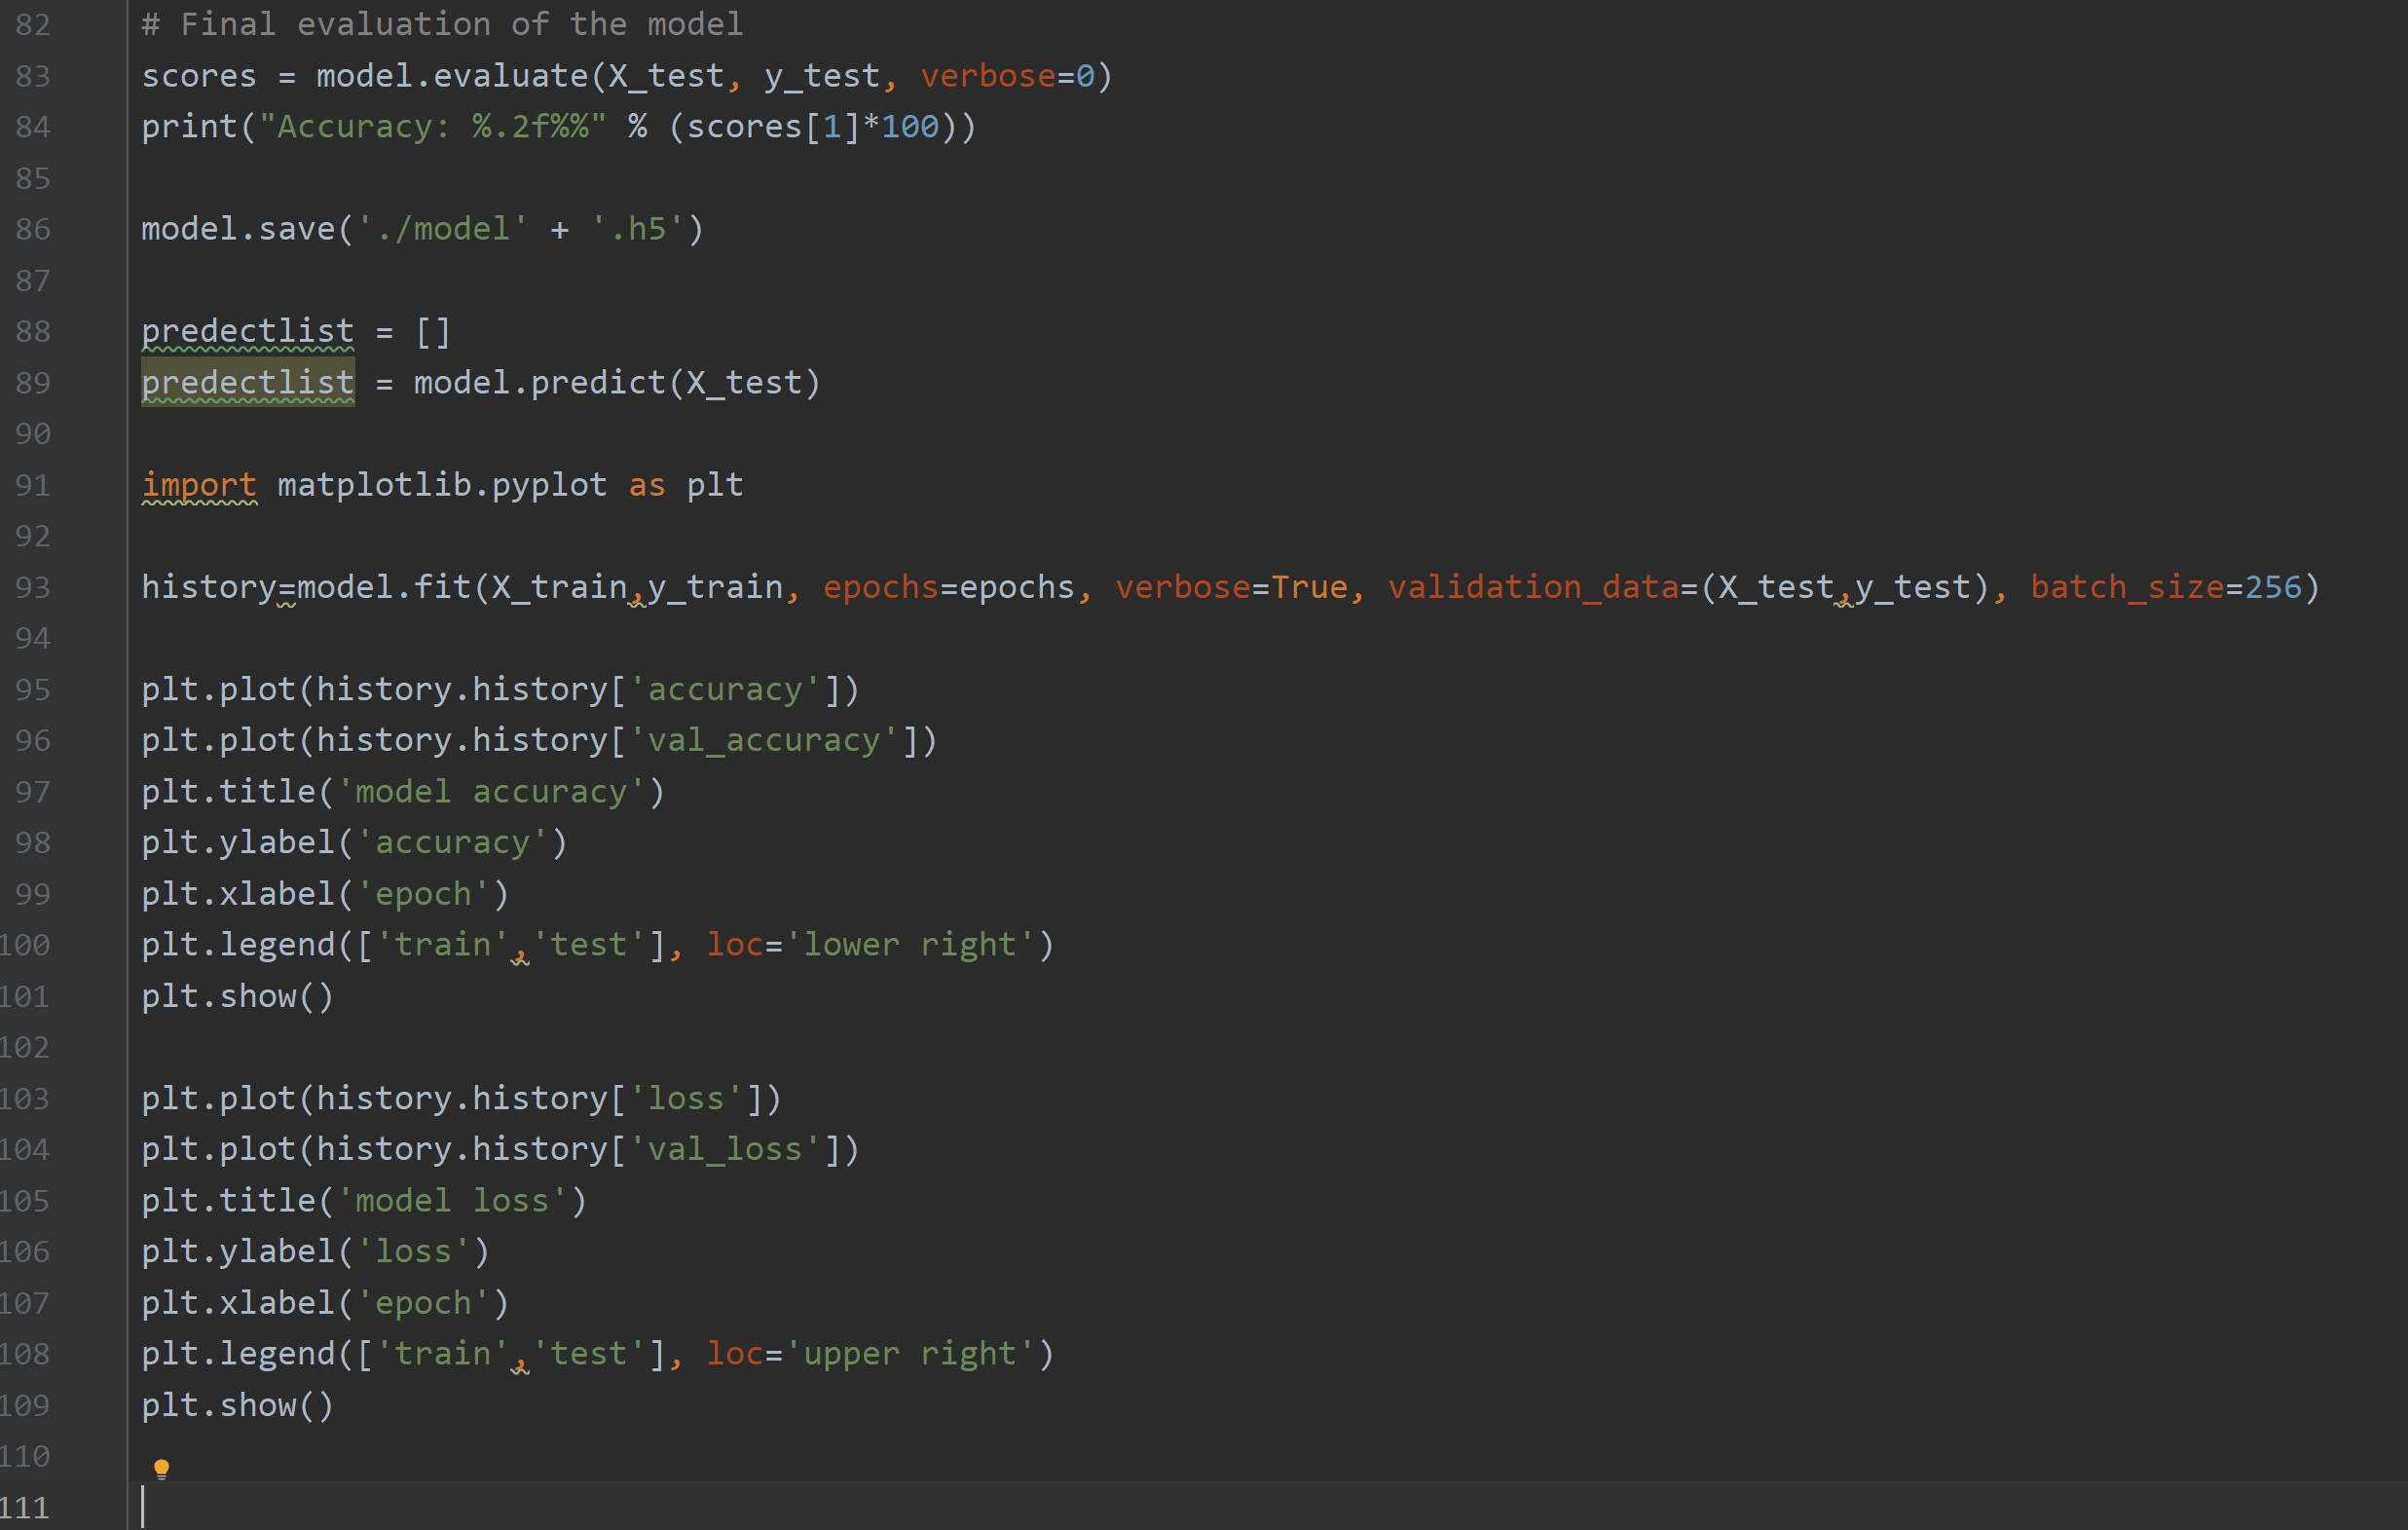 82 # Final evaluation of the model
83 scores = model.evaluate(X_test, y_test, verbose=0)
84 print("Accuracy: %.2f%%" % (scores[1]*100))
85
86 model.save('./model' + '.h5')
87
88 predectlist = []
89 predectlist = model.predict(X_test)
90
91 import matplotlib.pyplot as plt
92
93 history=model.fit(X_train,y_train, epochs=epochs, verbose=True, validation_data=(X_test,y_test), batch_size=256)
94
95 plt.plot(history.history['accuracy'])
96 plt.plot(history.history['val_accuracy'])
97 plt.title('model accuracy')
98 plt.ylabel('accuracy')
99 plt.xlabel('epoch')
100 plt.legend(['train','test'], loc='lower right')
101 plt.show()
102
103 plt.plot(history.history['loss'])
104 plt.plot(history.history['val_loss'])
105 plt.title('model loss')
106 plt.ylabel('loss')
107 plt.xlabel('epoch')
108 plt.legend(['train','test'], loc='upper right')
109 plt.show()
110
111